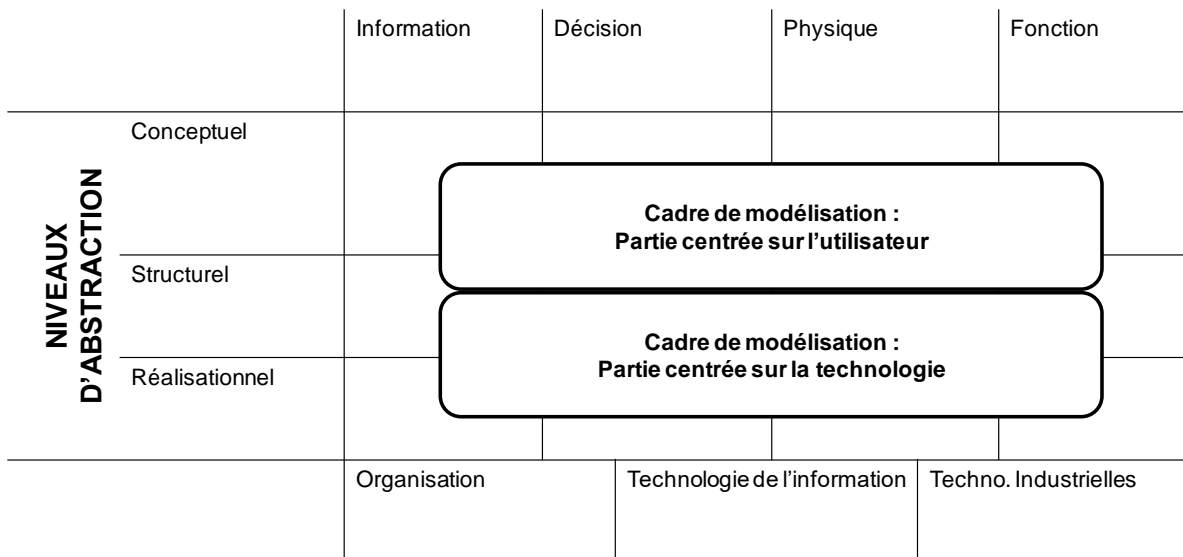 Information
Décision
Physique
Fonction
NIVEAUX
D'ABSTRACTION
Conceptuel
Cadre de modélisation :
Partie centrée sur l'utilisateur
Structurel
Cadre de modélisation :
Partie centrée sur la technologie
Réalisationnel
Organisation
Technologie de l'information
Techno. Industrielles